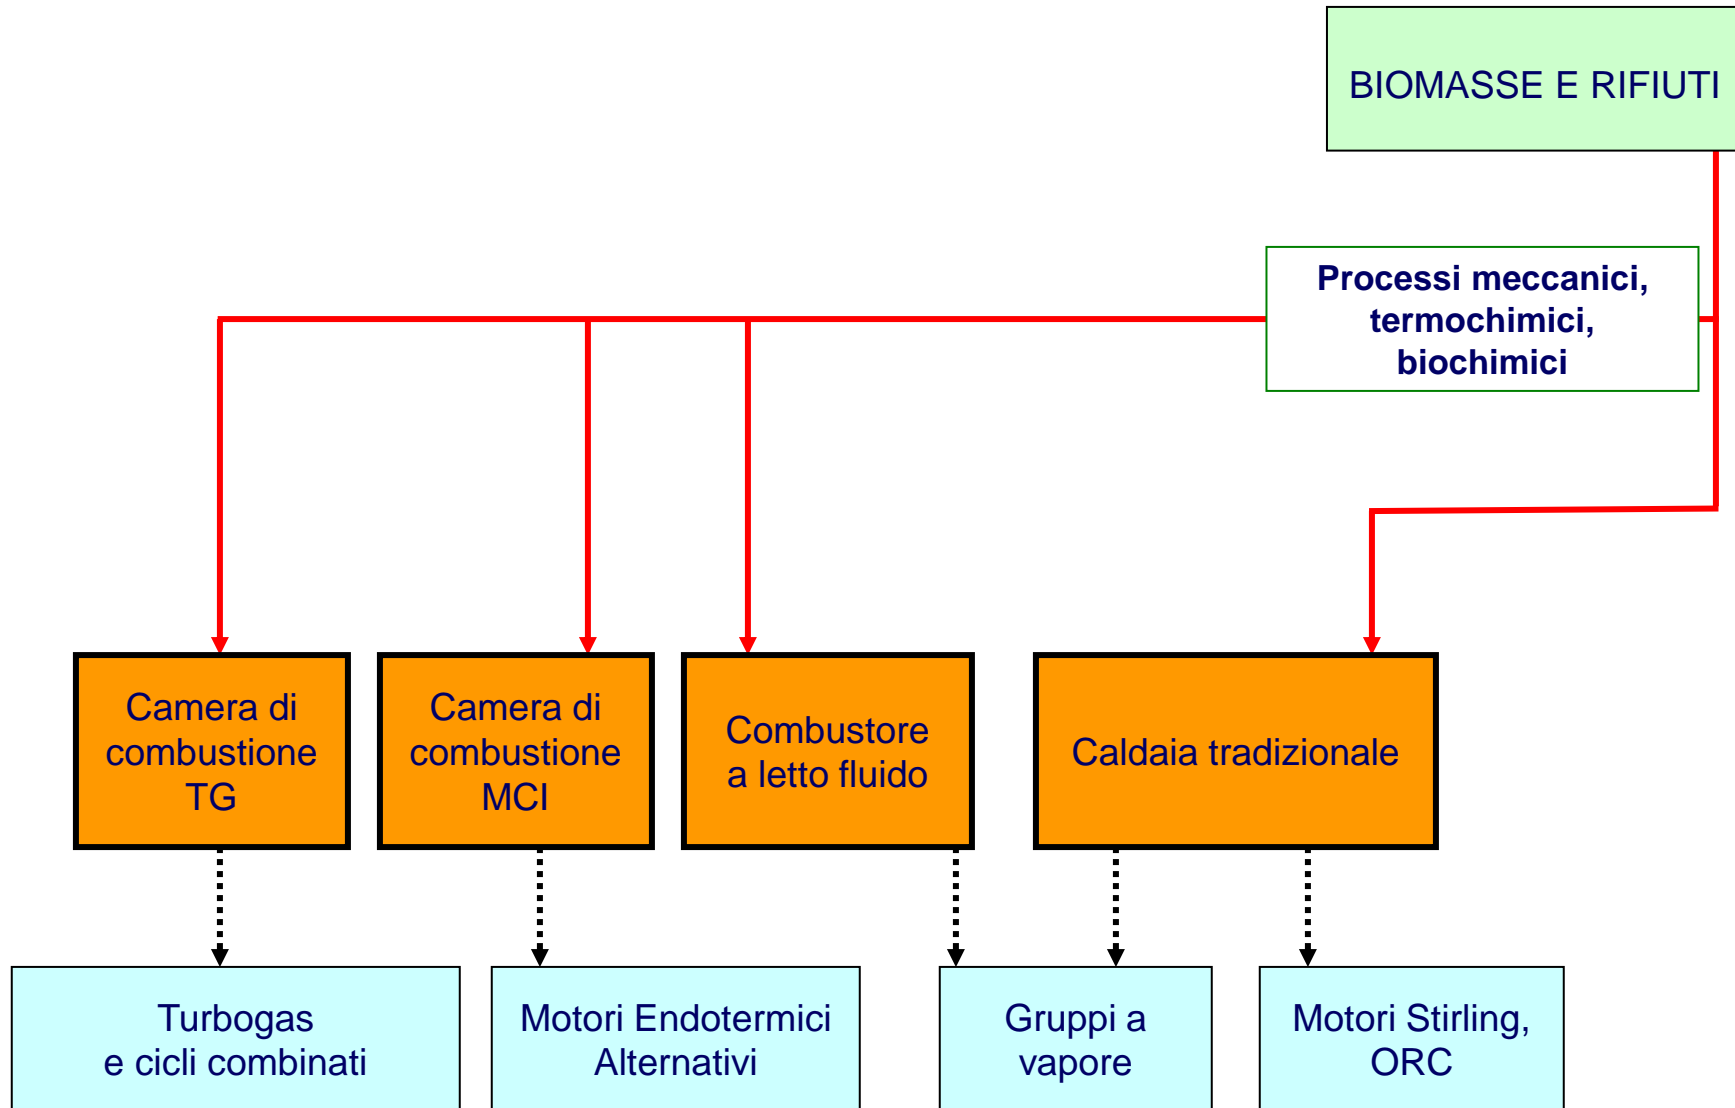 BIOMASSE E RIFIUTI
Processi meccanici,
termochimici,
biochimici
Camera di
combustione
TG
Camera di
combustione
MCI
Combustore
a letto fluido
Caldaia tradizionale
Turbogas
e cicli combinati
Motori Endotermici
Alternativi
Gruppi a
vapore
Motori Stirling,
ORC